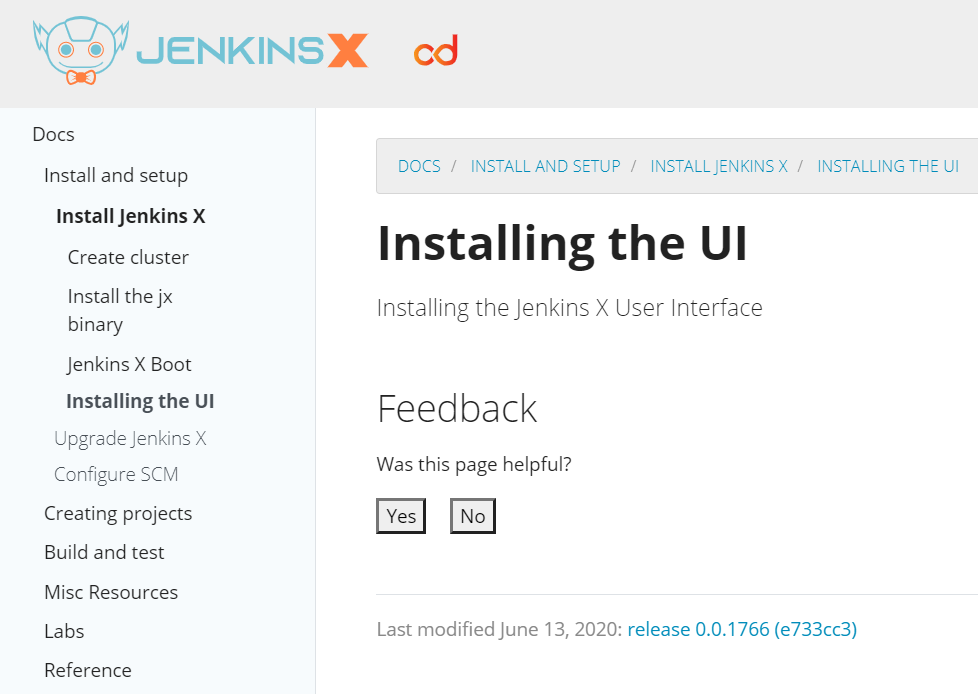 JENKINS X cd
Docs
Install and setup
Install Jenkins X
Create cluster
Install the jx
binary
Jenkins X Boot
Installing the UI
Upgrade Jenkins X
Configure SCM
Creating projects
Build and test
Misc Resources
Labs
Reference
DOCS / INSTALL AND SETUP / INSTALL JENKINS X / INSTALLING THE UI
Installing the UI
Installing the Jenkins X User Interface
Feedback
Was this page helpful?
Yes No
Last modified June 13, 2020: release 0.0.1766 (e733cc3)